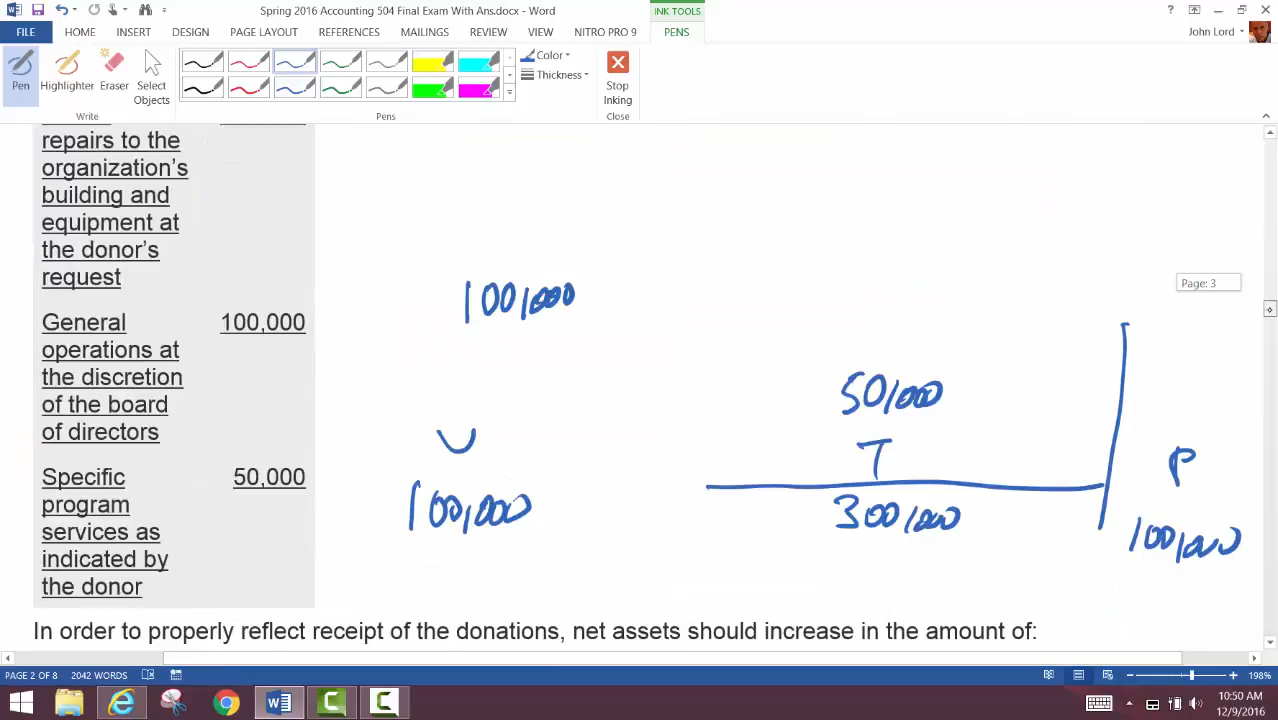 Spring 2016 Accounting 504 Final Exam With Ans.docx - Word
INK TOOLS
FILE HOME INSERT DESIGN PAGE LAYOUT REFERENCES MAILINGS REVIEW VIEW NITRO PRO 9 PENS
John Lord
Pen Highlighter Eraser Select Objects
Color
Thickness
Stop Inking
Write Pens Close
repairs to the
organization's
building and
equipment at
the donor's
request
100,000
Page: 3
General 100,000
operations at
the discretion
of the board
of directors
50,000
U
T
P
Specific 50,000
program
services as
indicated by
the donor
100,000
300,000
100,000
In order to properly reflect receipt of the donations, net assets should increase in the amount of:
PAGE 2 OF 8 2042 WORDS 198%
10:50 AM
12/9/2016